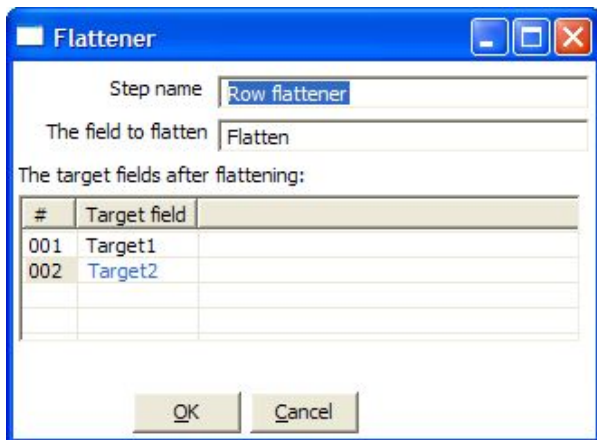 Flattener
Step name Row flattener
The field to flatten Flatten
The target fields after flattening:
# Target field
001 Target1
002 Target2
OK Cancel